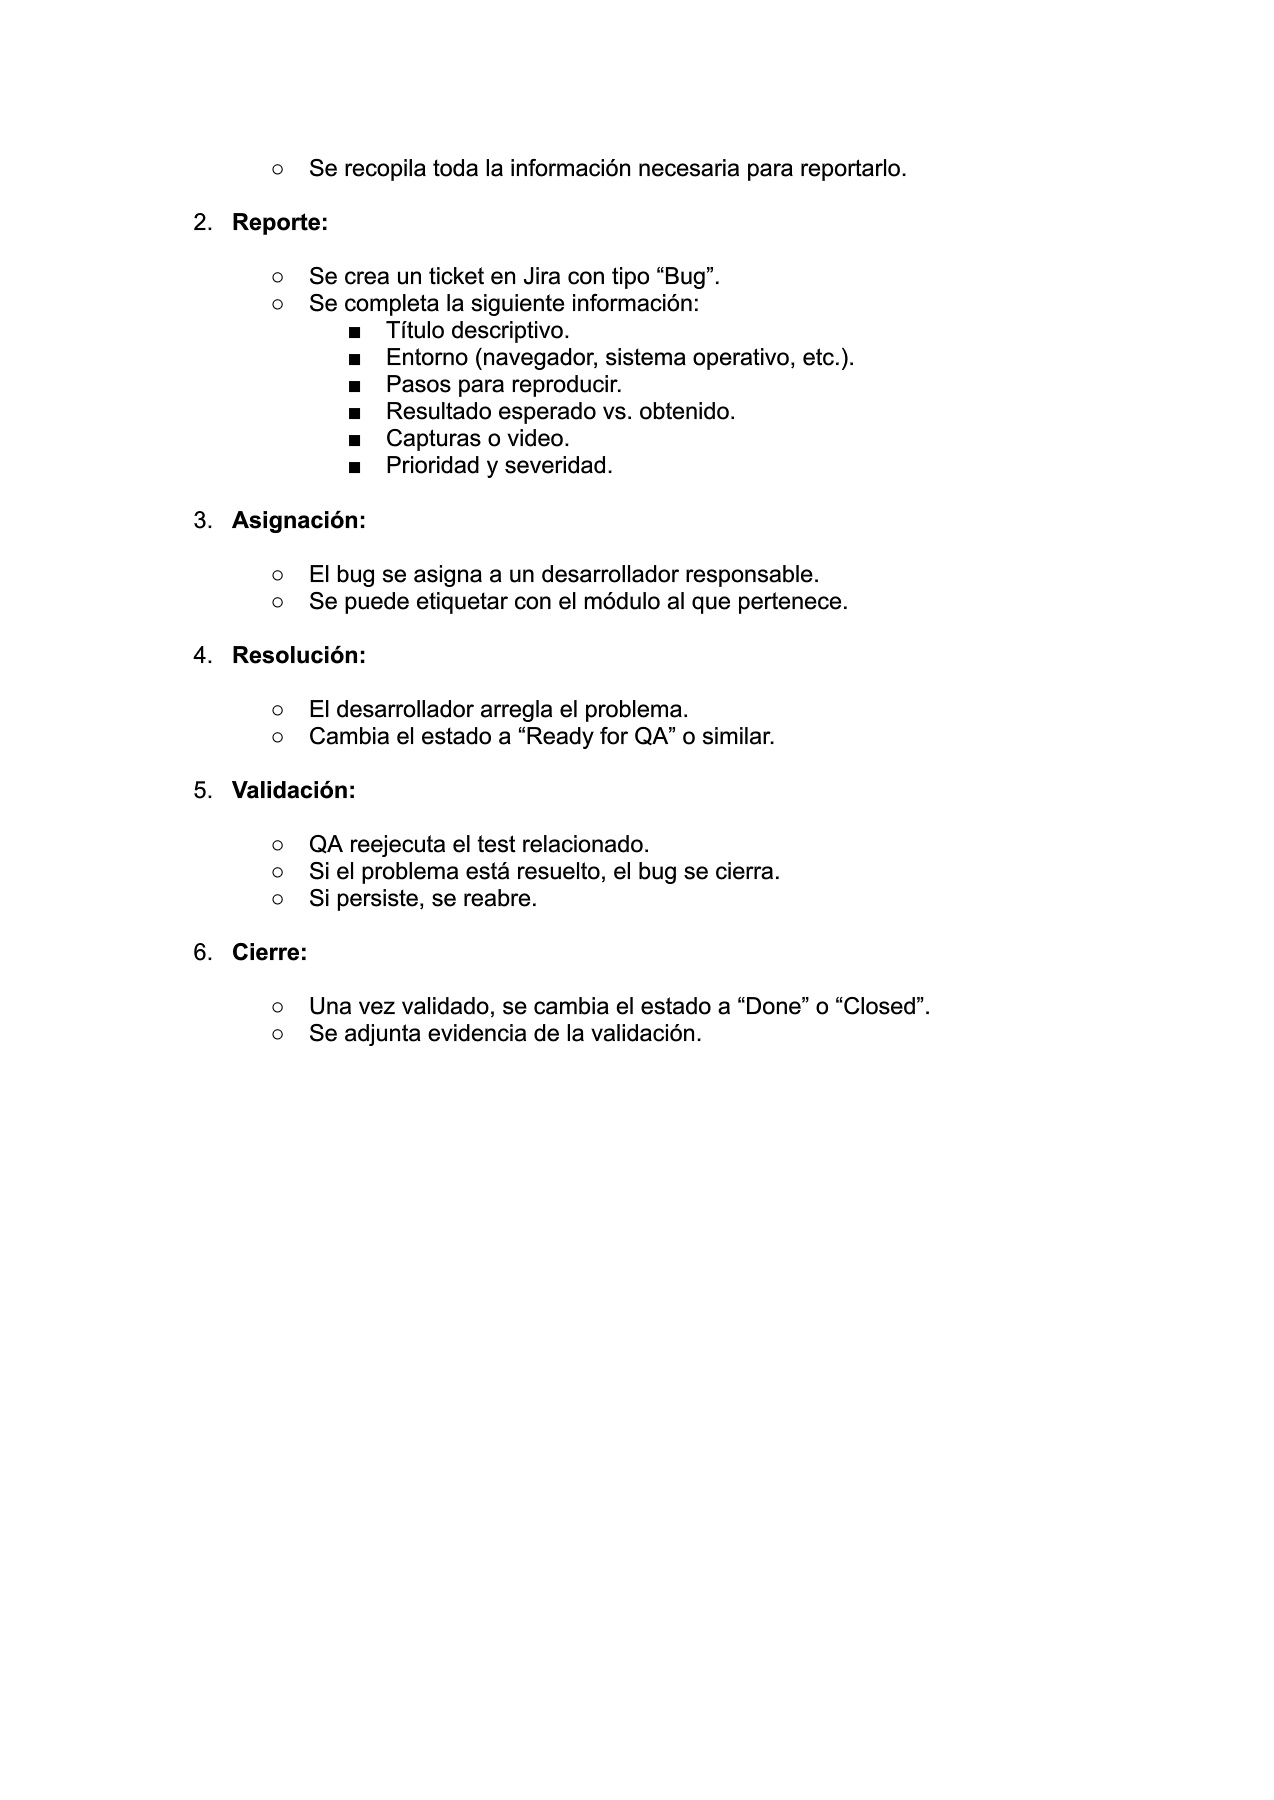 ○ Se recopila toda la información necesaria para reportarlo.
2. Reporte:
○ Se crea un ticket en Jira con tipo “Bug”.
○ Se completa la siguiente información:
■ Título descriptivo.
■ Entorno (navegador, sistema operativo, etc.).
■ Pasos para reproducir.
■ Resultado esperado vs. obtenido.
■ Capturas o video.
■ Prioridad y severidad.
3. Asignación:
○ El bug se asigna a un desarrollador responsable.
○ Se puede etiquetar con el módulo al que pertenece.
4. Resolución:
○ El desarrollador arregla el problema.
○ Cambia el estado a “Ready for QA” o similar.
5. Validación:
○ QA reejecuta el test relacionado.
○ Si el problema está resuelto, el bug se cierra.
○ Si persiste, se reabre.
6. Cierre:
○ Una vez validado, se cambia el estado a “Done” o “Closed”.
○ Se adjunta evidencia de la validación.